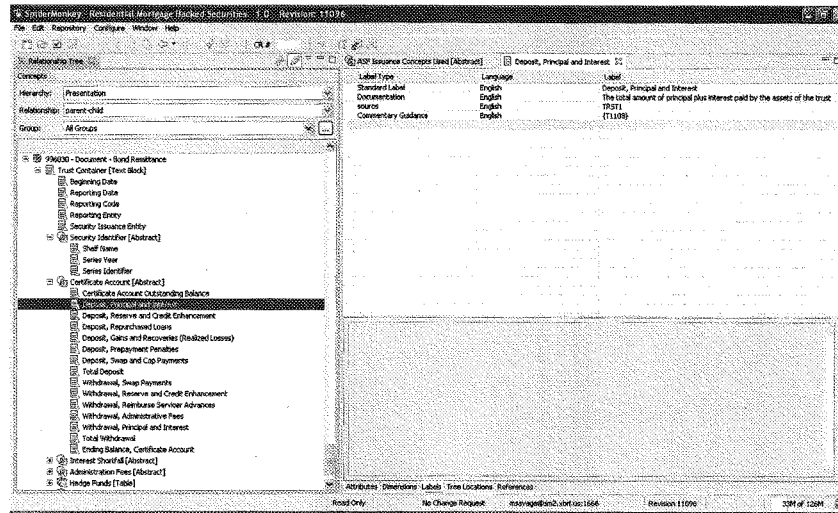 SpiderMonkey - Residential Mortgage Backed Securities - 1.0 - Revision: 11096
File Edit Repository Configure Window Help
CR #
Relationship Tree
Concepts
Hierarchy: Presentation
Relationship: parent-child
Group: All Groups
...
996030 - Document - Bond Remittance
Trust Container [Text Block]
Beginning Date
Reporting Date
Reporting Code
Reporting Entity
Security Issuance Entity
Security Identifier [Abstract]
Shelf Name
Series Year
Series Identifier
Certificate Account [Abstract]
Certificate Account Outstanding Balance
Deposit, Principal and Interest
Deposit, Reserve and Credit Enhancement
Deposit, Repurchased Loans
Deposit, Gains and Recoveries (Realized Losses)
Deposit, Prepayment Penalties
Deposit, Swap and Cap Payments
Total Deposit
Withdrawal, Swap Payments
Withdrawal, Reserve and Credit Enhancement
Withdrawal, Reimburse Servicer Advances
Withdrawal, Administrative Fees
Withdrawal, Principal and Interest
Total Withdrawal
Ending Balance, Certificate Account
Interest Shortfall [Abstract]
Administration Fees [Abstract]
Hedge Funds [Table]
ASF Issuance Concepts Used [Abstract]
Deposit, Principal and Interest
Label Type Language Label
Standard Label English Deposit, Principal and Interest
Documentation English The total amount of principal plus interest paid by the assets of the trust
source English TRST1
Commentary Guidance English {T1108}
Attributes Dimensions Labels Tree Locations References
Read Only No Change Request msavage@sm2.xbrl.us:1666 Revision 11096 33M of 126M